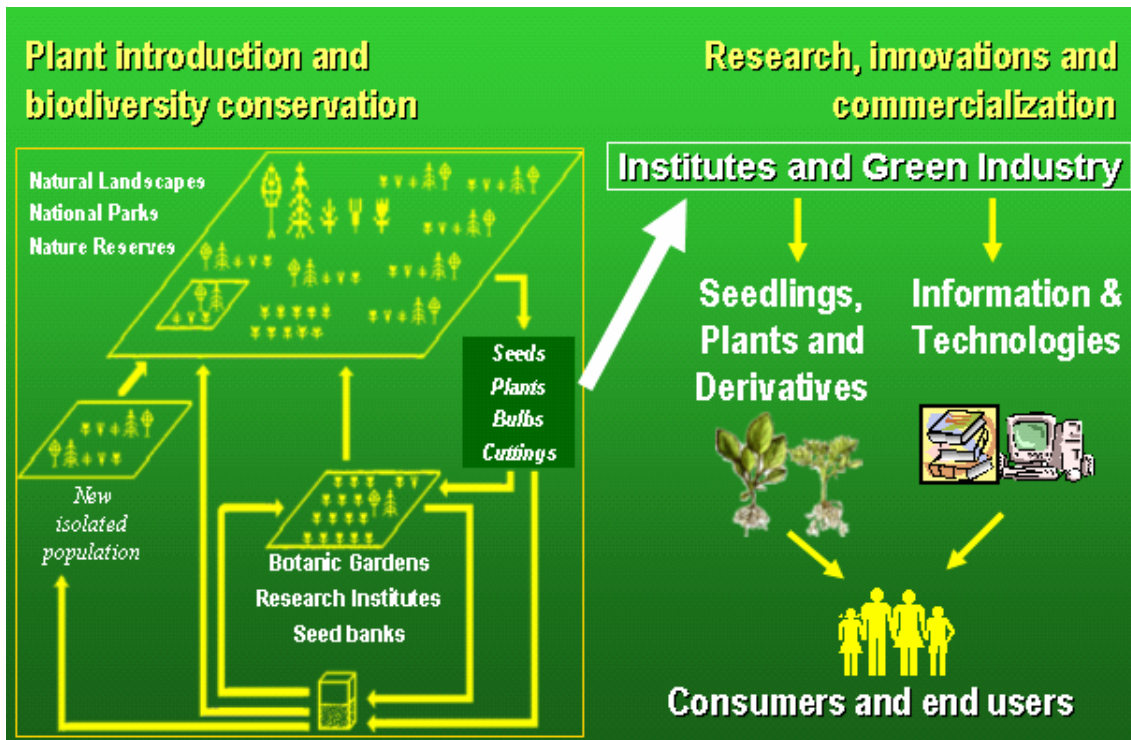 Plant introduction and
biodiversity conservation
Natural Landscapes
National Parks
Nature Reserves
Seeds
Plants
Bulbs
Cuttings
New
isolated
population
Botanic Gardens
Research Institutes
Seed banks
Research, innovations and
commercialization
Institutes and Green Industry
Seedlings,
Plants and
Derivatives
Information &
Technologies
Consumers and end users